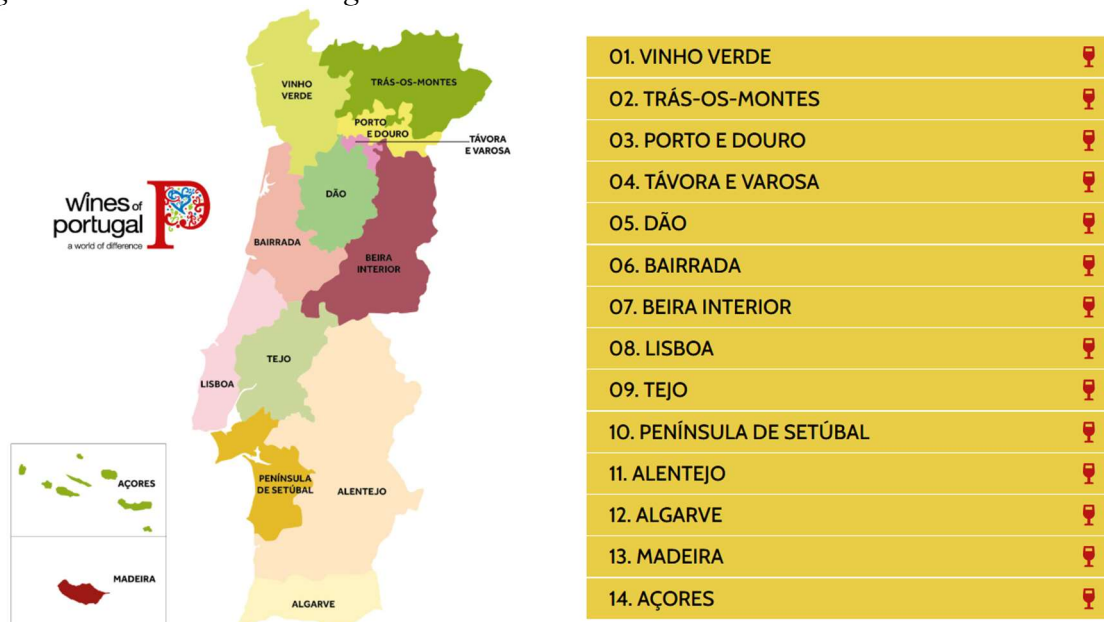 VINHO
VERDE
TRÁS-OS-MONTES
PORTO
E DOURO
TÁVORA
E VAROSA
DÃO
wines of
portugal
a world of difference
BAIRRADA
BEIRA
INTERIOR
TEJO
LISBOA
PENÍNSULA
DE SETÚBAL
ALENTEJO
AÇORES
MADEIRA
ALGARVE
01. VINHO VERDE
02. TRÁS-OS-MONTES
03. PORTO E DOURO
04. TÁVORA E VAROSA
05. DÃO
06. BAIRRADA
07. BEIRA INTERIOR
08. LISBOA
09. TEJO
10. PENÍNSULA DE SETÚBAL
11. ALENTEJO
12. ALGARVE
13. MADEIRA
14. AÇORES